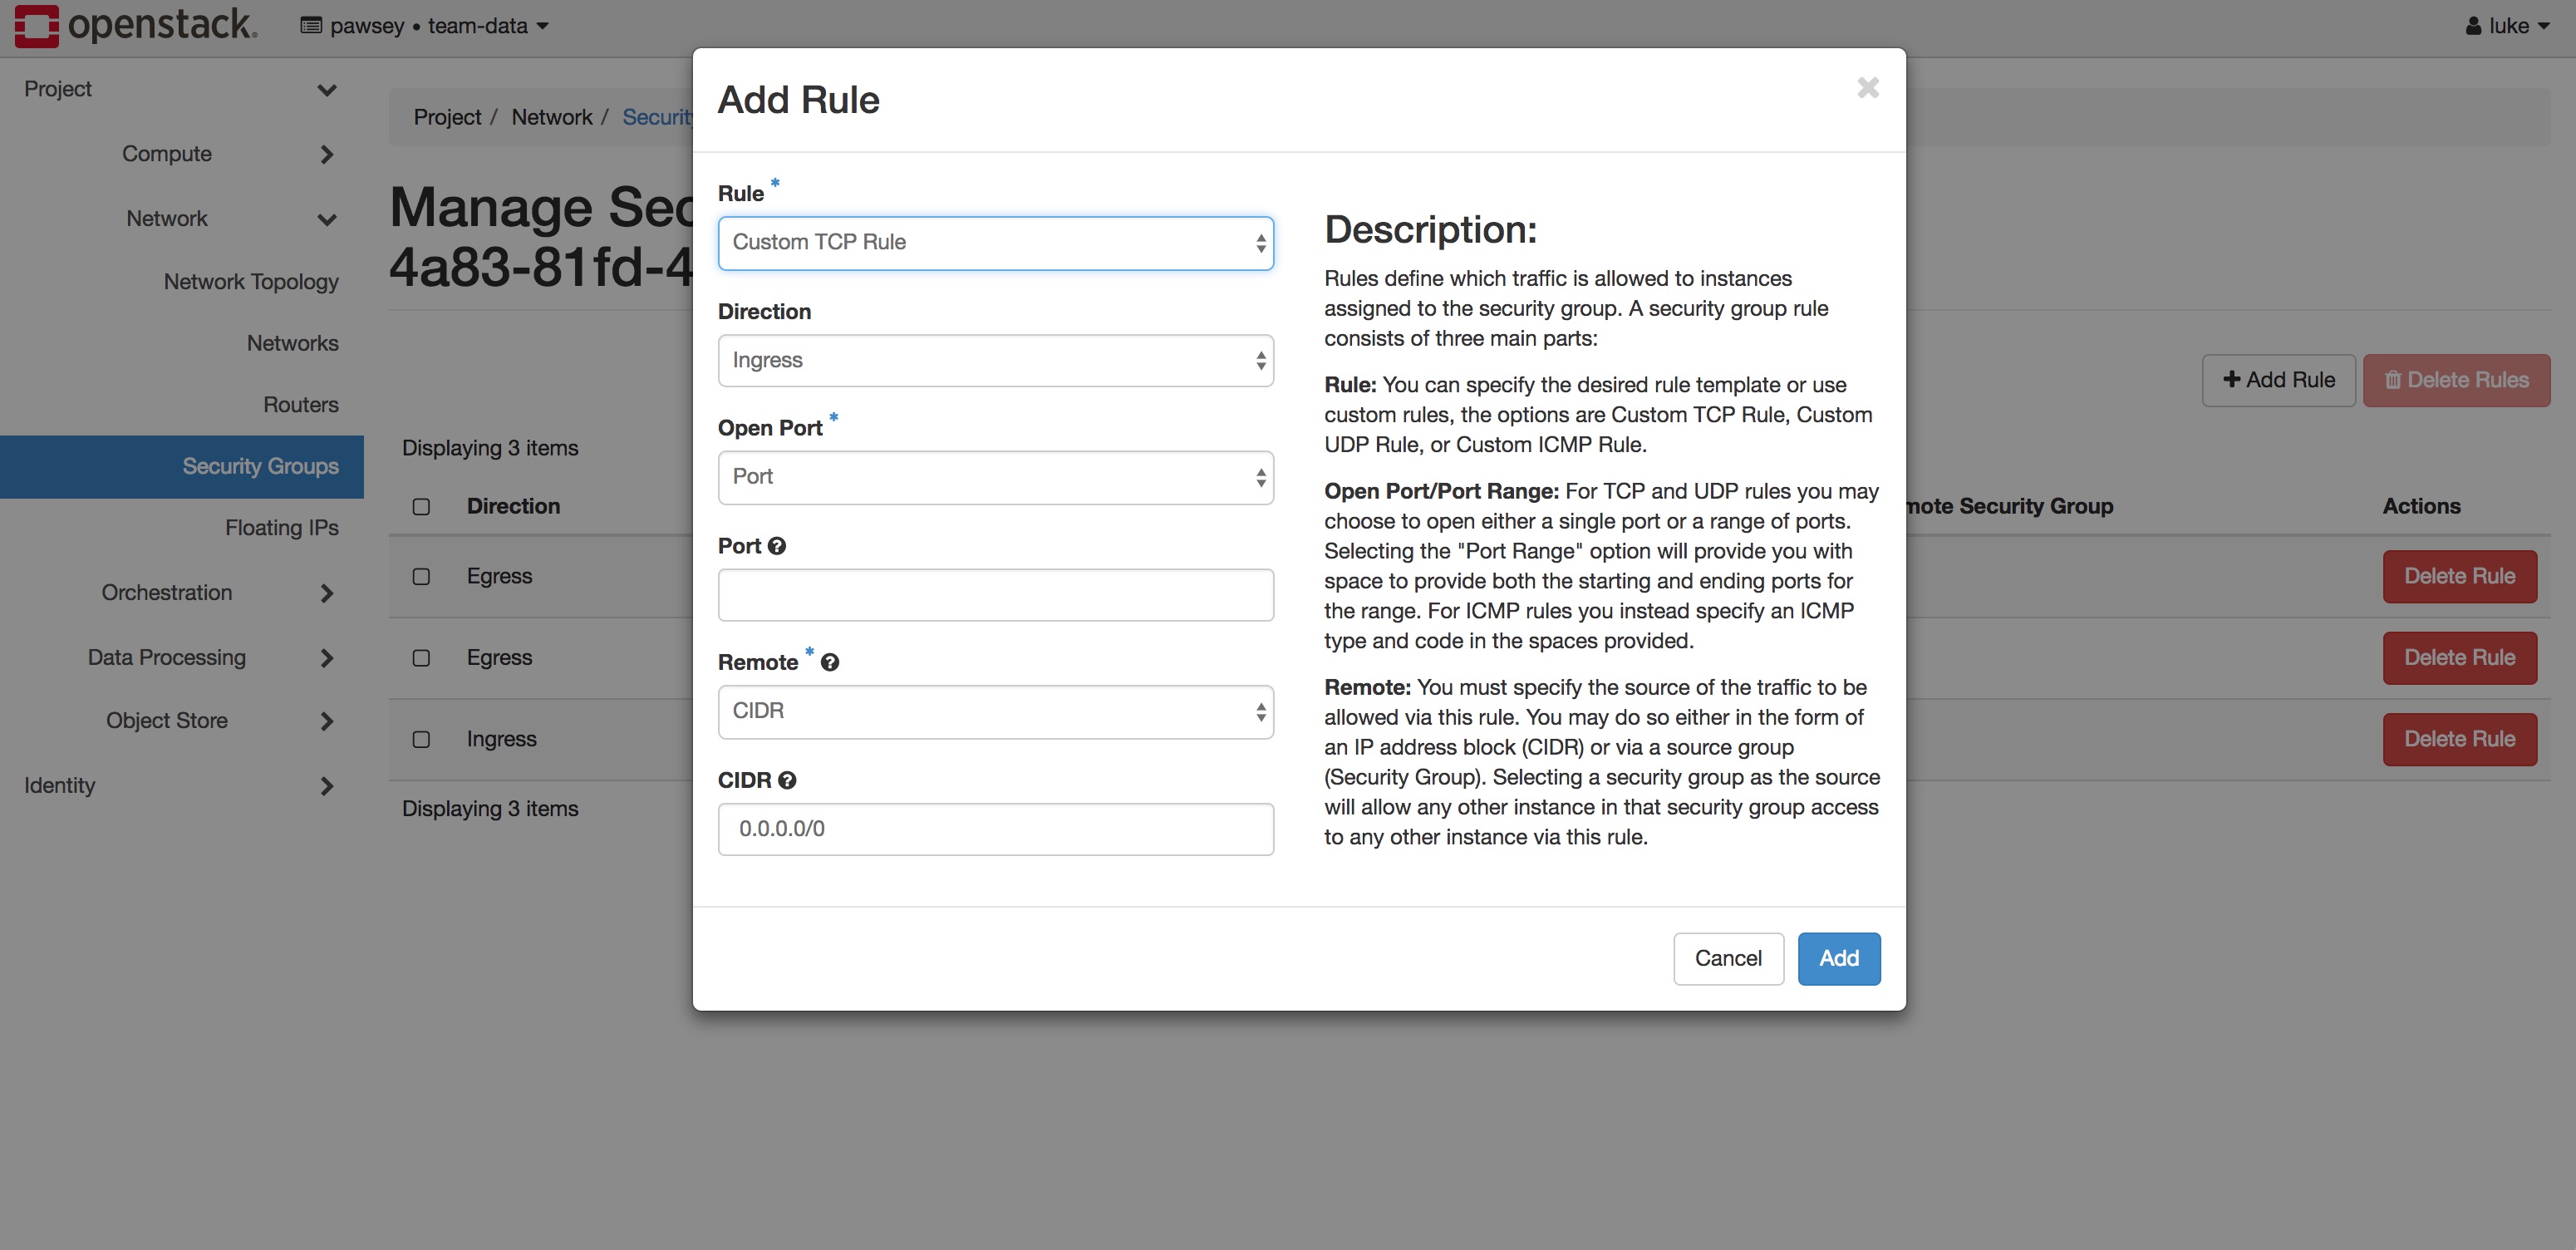 openstack.
pawsey • team-data
luke
Project
Compute
Network
Network Topology
Networks
Routers
Security Groups
Floating IPs
Orchestration
Data Processing
Object Store
Identity
Project / Network /
Manage
4a83-81fd-4
Add Rule
Delete Rules
Displaying 3 items
Direction
Security Group
Actions
Egress
Delete Rule
Egress
Delete Rule
Ingress
Delete Rule
Displaying 3 items
Add Rule
Rule *
Custom TCP Rule
Direction
Ingress
Open Port *
Port
Port
Remote *
CIDR
CIDR
0.0.0.0/0
Description:
Rules define which traffic is allowed to instances
assigned to the security group. A security group rule
consists of three main parts:
Rule: You can specify the desired rule template or use
custom rules, the options are Custom TCP Rule, Custom
UDP Rule, or Custom ICMP Rule.
Open Port/Port Range: For TCP and UDP rules you may
choose to open either a single port or a range of ports.
Selecting the "Port Range" option will provide you with
space to provide both the starting and ending ports for
the range. For ICMP rules you instead specify an ICMP
type and code in the spaces provided.
Remote: You must specify the source of the traffic to be
allowed via this rule. You may do so either in the form of
an IP address block (CIDR) or via a source group
(Security Group). Selecting a security group as the source
will allow any other instance in that security group access
to any other instance via this rule.
Cancel
Add